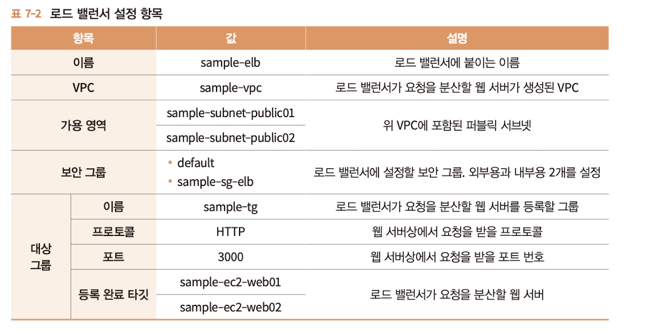 표 7-2 로드 밸런서 설정 항목
항목 값 설명
이름 sample-elb 로드 밸런서에 붙이는 이름
VPC sample-vpc 로드 밸런서가 요청을 분산할 웹 서버가 생성된 VPC
가용 영역 sample-subnet-public01 위 VPC에 포함된 퍼블릭 서브넷
sample-subnet-public02
보안 그룹 • default 로드 밸런서에 설정할 보안 그룹. 외부용과 내부용 2개를 설정
• sample-sg-elb
대상 그룹 이름 sample-tg 로드 밸런서가 요청을 분산할 웹 서버를 등록할 그룹
프로토콜 HTTP 웹 서버상에서 요청을 받을 프로토콜
포트 3000 웹 서버상에서 요청을 받을 포트 번호
등록 완료 타깃 sample-ec2-web01 로드 밸런서가 요청을 분산할 웹 서버
sample-ec2-web02